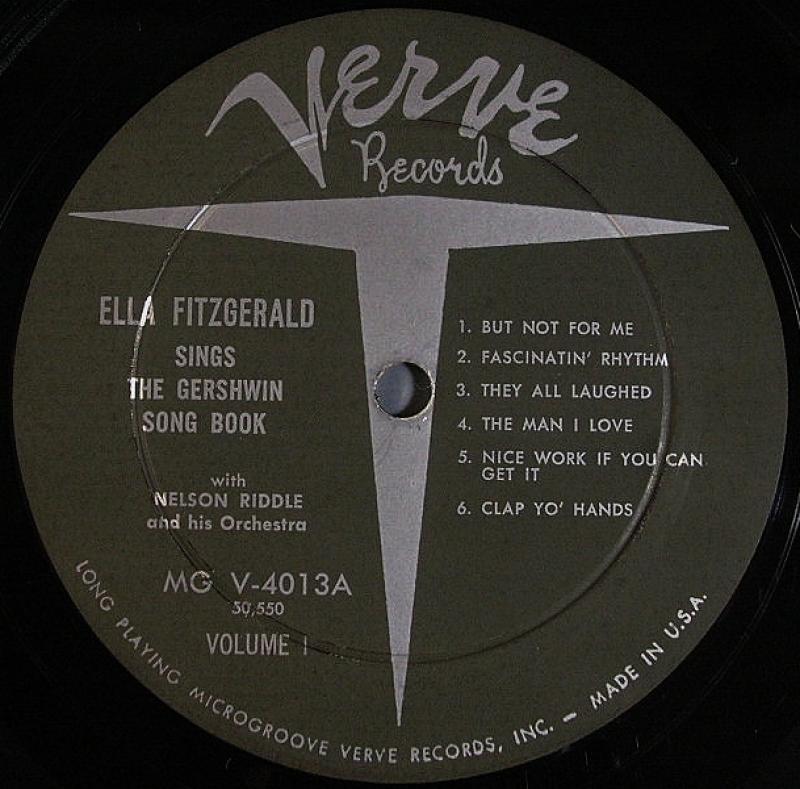 Verve
Records
ELLA FITZGERALD
SINGS
THE GERSHWIN
SONG BOOK
with
NELSON RIDDLE
and his Orchestra
MG V-4013A
50,550
VOLUME I
1. BUT NOT FOR ME
2. FASCINATIN' RHYTHM
3. THEY ALL LAUGHED
4. THE MAN I LOVE
5. NICE WORK IF YOU CAN
GET IT
6. CLAP YO' HANDS
LONG PLAYING MICROGROOVE VERVE RECORDS, INC. — MADE IN U.S.A.